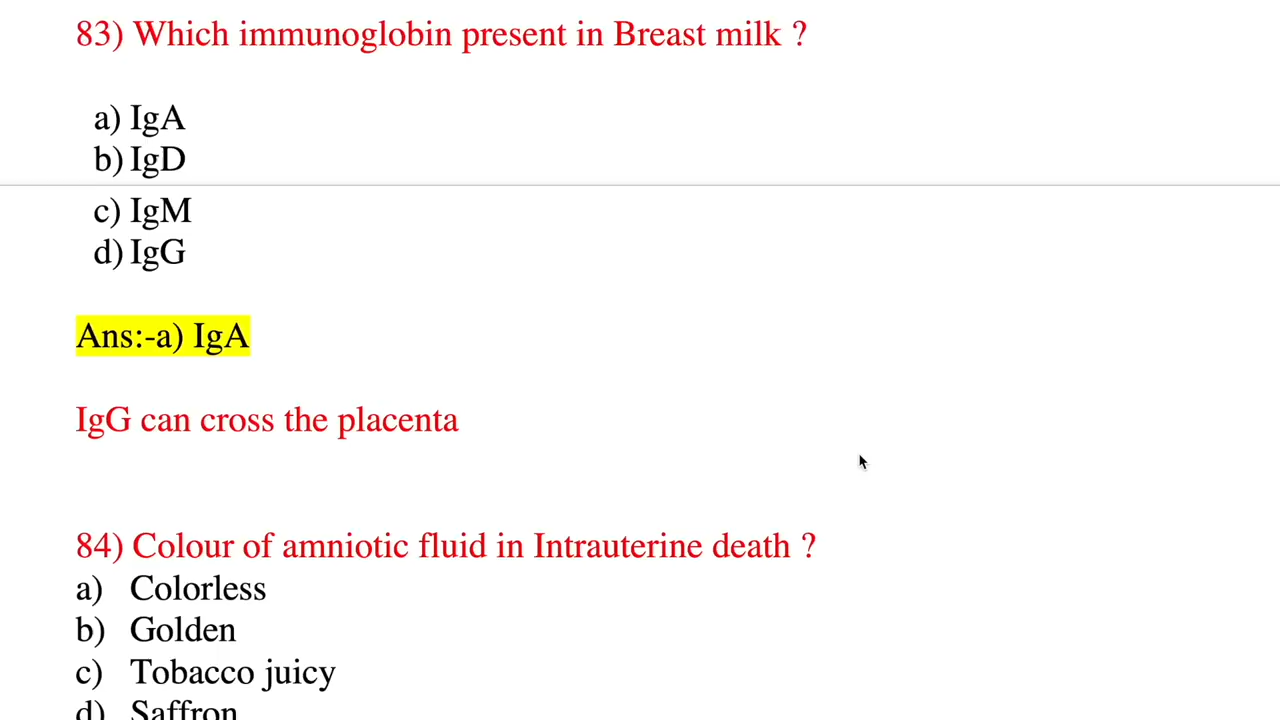 83) Which immunoglobin present in Breast milk ?
a) IgA
b) IgD
c) IgM
d) IgG
Ans:-a) IgA
IgG can cross the placenta
84) Colour of amniotic fluid in Intrauterine death ?
a) Colorless
b) Golden
c) Tobacco juicy
d) Saffron